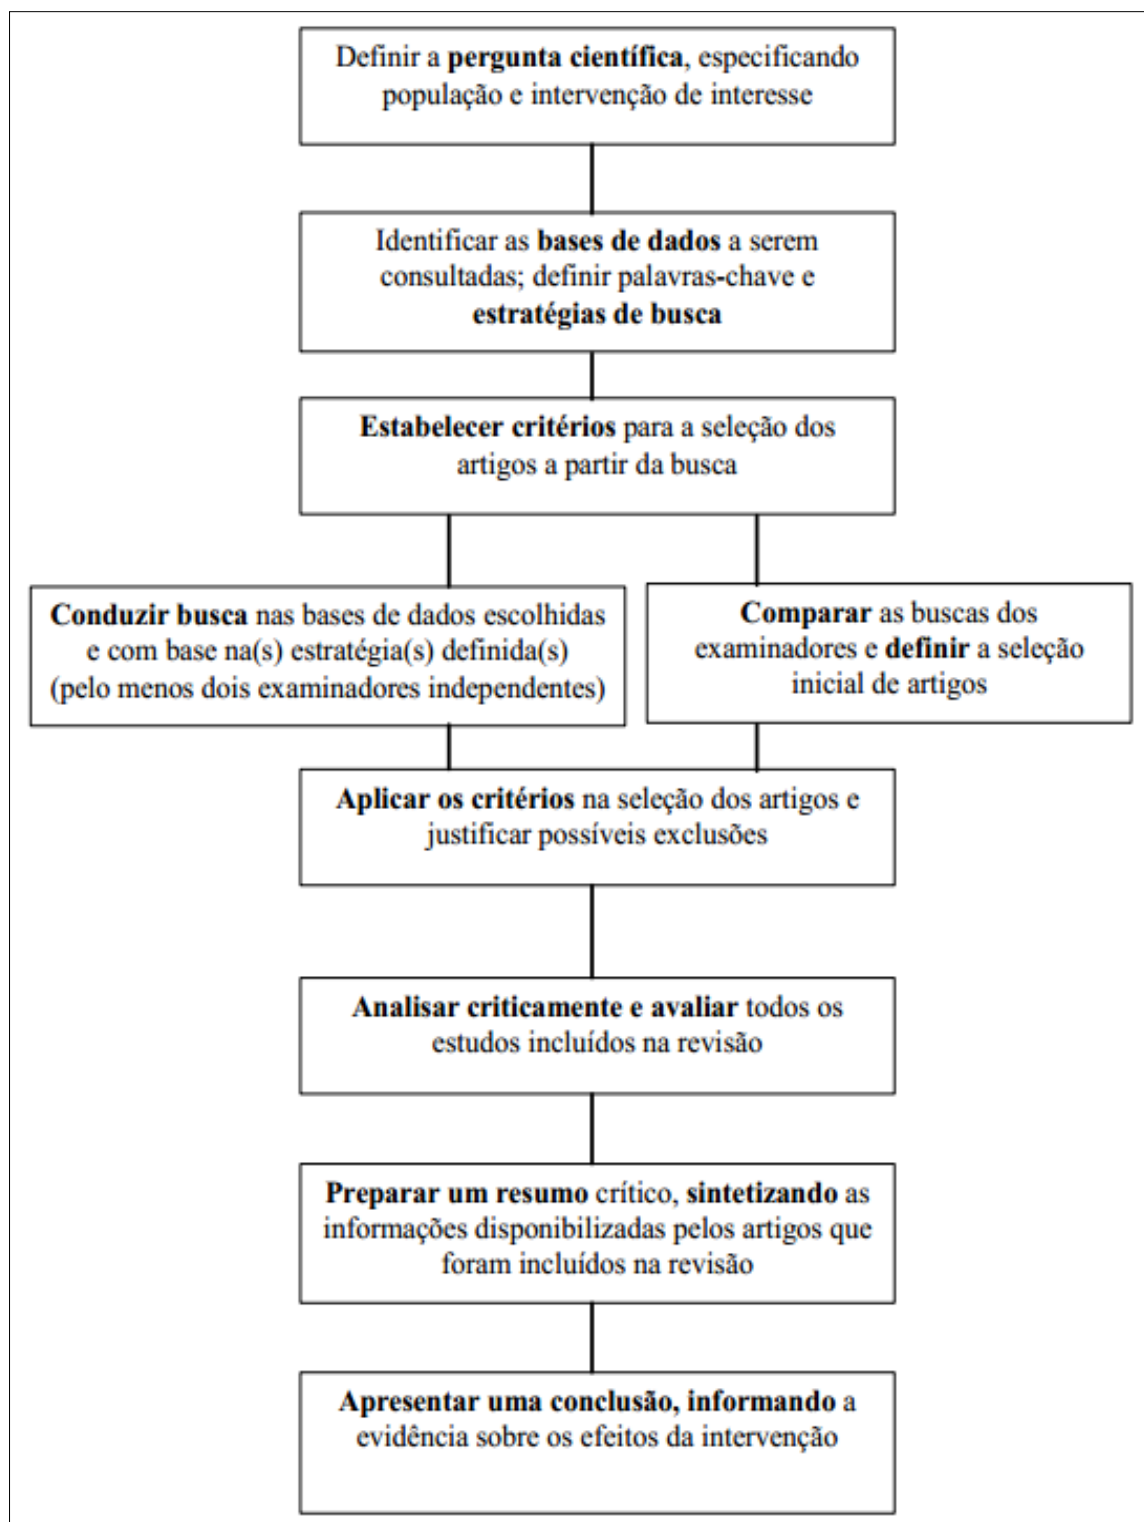 Definir a pergunta científica, especificando
população e intervenção de interesse
Identificar as bases de dados a serem
consultadas; definir palavras-chave e
estratégias de busca
Estabelecer critérios para a seleção dos
artigos a partir da busca
Conduzir busca nas bases de dados escolhidas
e com base na(s) estratégia(s) definida(s)
(pelo menos dois examinadores independentes)
Comparar as buscas dos
examinadores e definir a seleção
inicial de artigos
Aplicar os critérios na seleção dos artigos e
justificar possíveis exclusões
Analisar criticamente e avaliar todos os
estudos incluídos na revisão
Preparar um resumo crítico, sintetizando as
informações disponibilizadas pelos artigos que
foram incluídos na revisão
Apresentar uma conclusão, informando a
evidência sobre os efeitos da intervenção